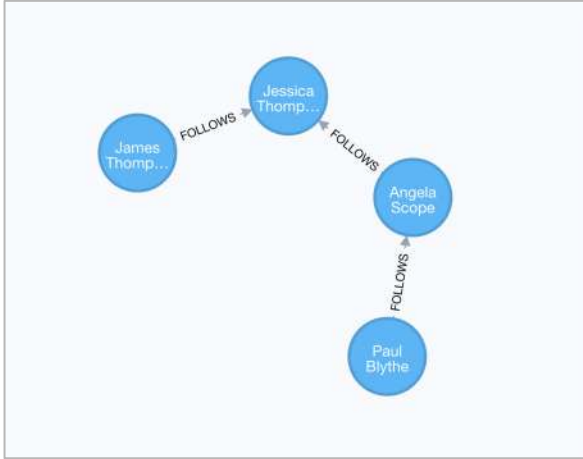 Jessica
Thomp…
FOLLOWS
James
Thomp…
FOLLOWS
Angela
Scope
FOLLOWS
Paul
Blythe